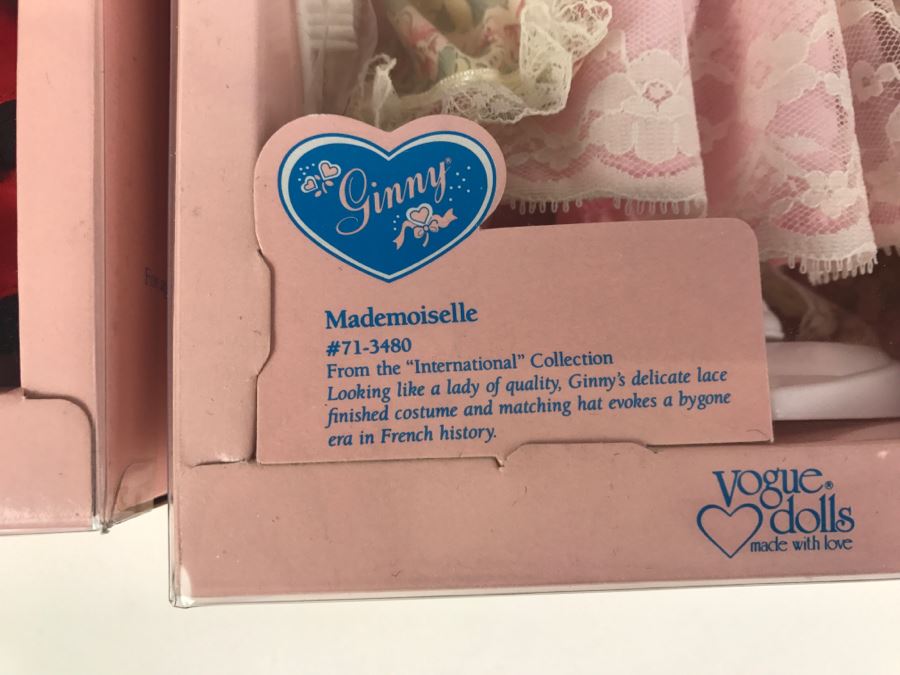 Ginny®
Mademoiselle
#71-3480
From the "International" Collection
Looking like a lady of quality, Ginny's delicate lace
finished costume and matching hat evokes a bygone
era in French history.
Vogue®
dolls
made with love